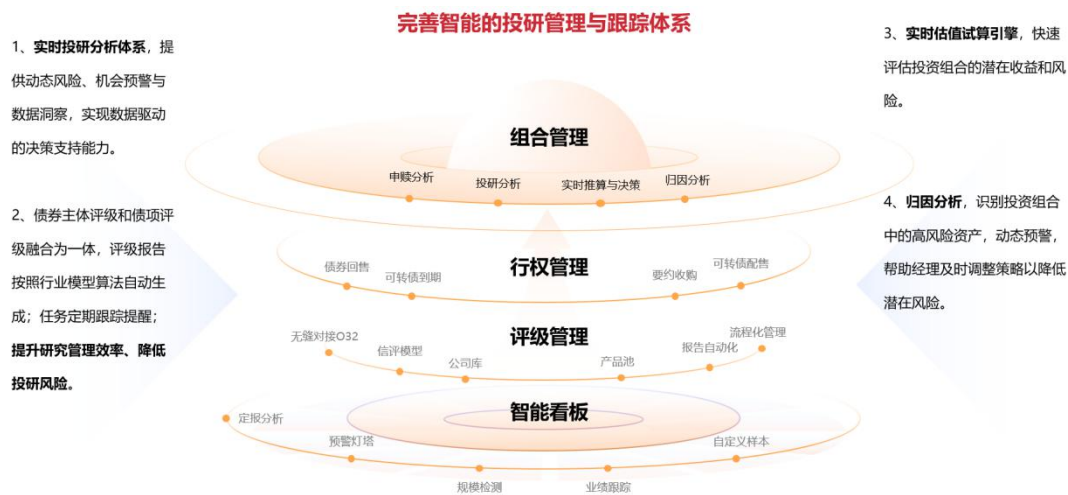 完善智能的投研管理与跟踪体系
1、实时投研分析体系，提
供动态风险、机会预警与
数据洞察，实现数据驱动
的决策支持能力。
2、债券主体评级和债项评
级融合为一体，评级报告
按照行业模型算法自动生
成；任务定期跟踪提醒；
提升研究管理效率、降低
投研风险。
组合管理
申赎分析
投研分析
实时推算与决策
归因分析
行权管理
债券回售
可转债到期
要约收购
可转债配售
评级管理
无缝对接O32
信评模型
公司库
产品池
报告自动化
流程化管理
智能看板
定报分析
预警灯塔
规模检测
业绩跟踪
自定义样本
3、实时估值试算引擎，快速
评估投资组合的潜在收益和风
险。
4、归因分析，识别投资组合
中的高风险资产，动态预警，
帮助经理及时调整策略以降低
潜在风险。